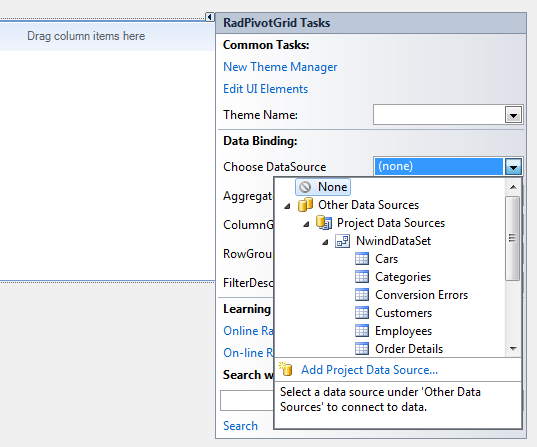 RadPivotGrid Tasks
Drag column items here
Common Tasks:
New Theme Manager
Edit UI Elements
Theme Name:
Data Binding:
Choose DataSource (none)
None
Aggregat
Other Data Sources
ColumnG
Project Data Sources
RowGrou
NwindDataSet
Cars
FilterDesc
Categories
Conversion Errors
Learning
Customers
Online Ra
Employees
On-line R
Order Details
Search w
Add Project Data Source...
Select a data source under 'Other Data
Sources' to connect to data.
Search